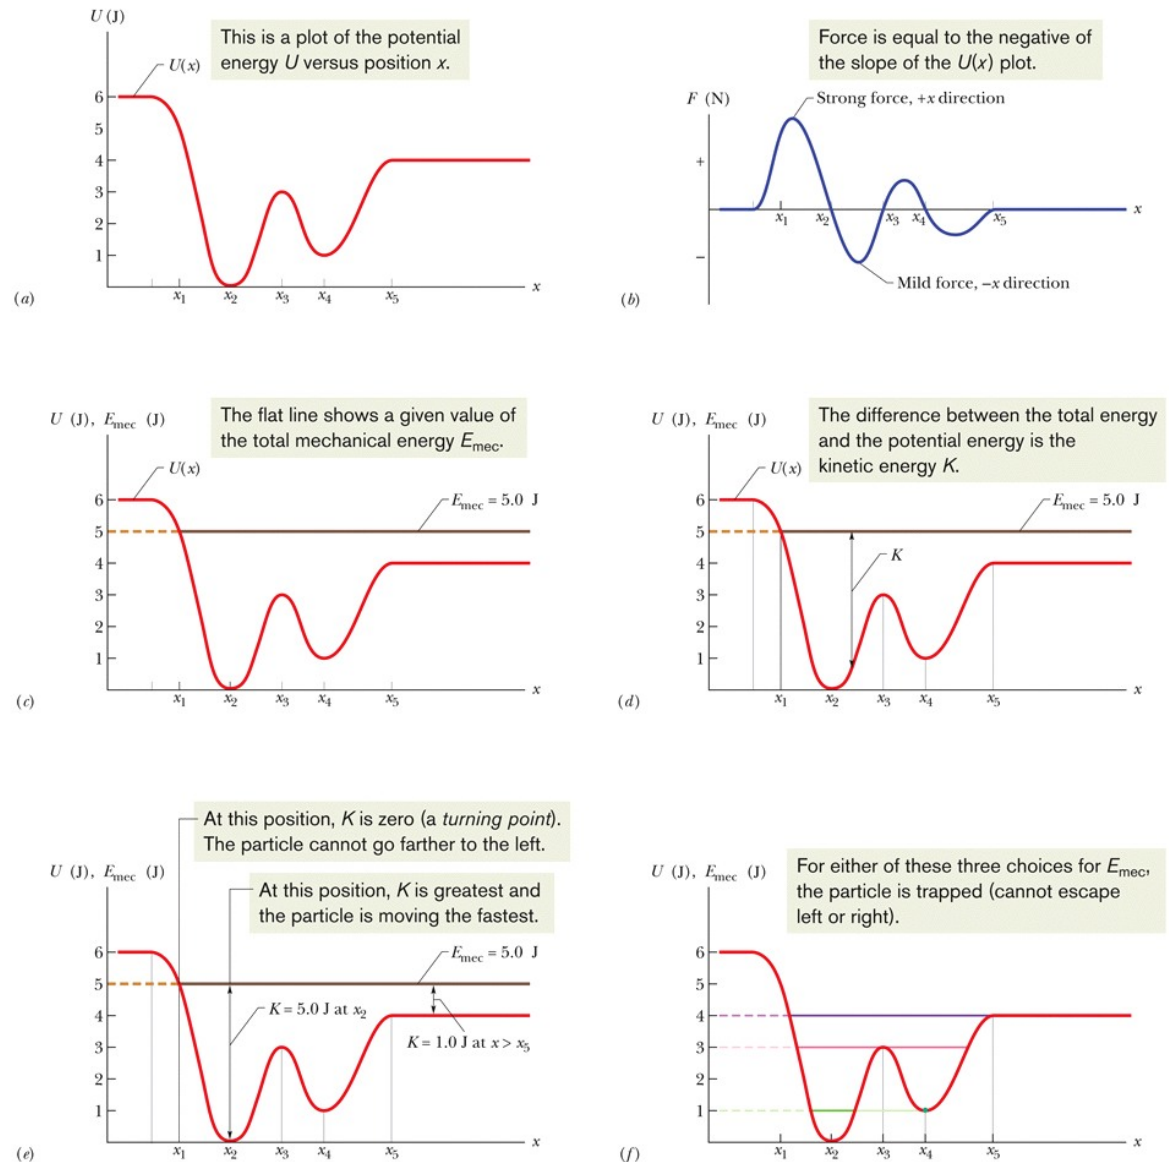 U (J)
This is a plot of the potential
energy U versus position x.
U(x)
6
5
4
3
2
1
x1 x2 x3 x4 x5 x
(a)
Force is equal to the negative of
the slope of the U(x) plot.
F (N)
Strong force, +x direction
+
x1 x2 x3 x4 x5 x
−
Mild force, −x direction
(b)
U (J), Emec (J)
The flat line shows a given value of
the total mechanical energy Emec.
U(x)
6
Emec = 5.0 J
5
4
3
2
1
x1 x2 x3 x4 x5 x
(c)
U (J), Emec (J)
The difference between the total energy
and the potential energy is the
kinetic energy K.
U(x)
6
Emec = 5.0 J
5
K
4
3
2
1
x1 x2 x3 x4 x5 x
(d)
At this position, K is zero (a turning point).
The particle cannot go farther to the left.
U (J), Emec (J)
At this position, K is greatest and
the particle is moving the fastest.
6
Emec = 5.0 J
5
K = 5.0 J at x2
4
K = 1.0 J at x > x5
3
2
1
x1 x2 x3 x4 x5 x
(e)
U (J), Emec (J)
For either of these three choices for Emec,
the particle is trapped (cannot escape
left or right).
6
5
4
3
2
1
x1 x2 x3 x4 x5 x
(f)